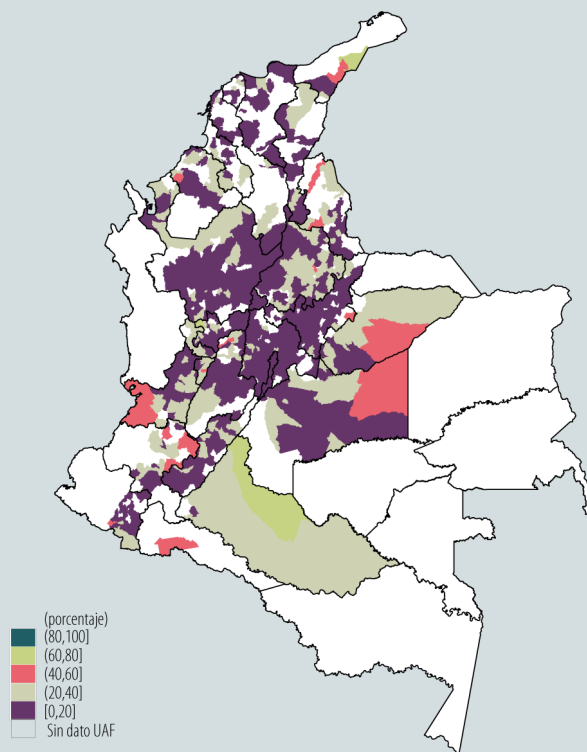 (porcentaje)
(80,100]
(60,80]
(40,60]
(20,40]
[0,20]
Sin dato UAF